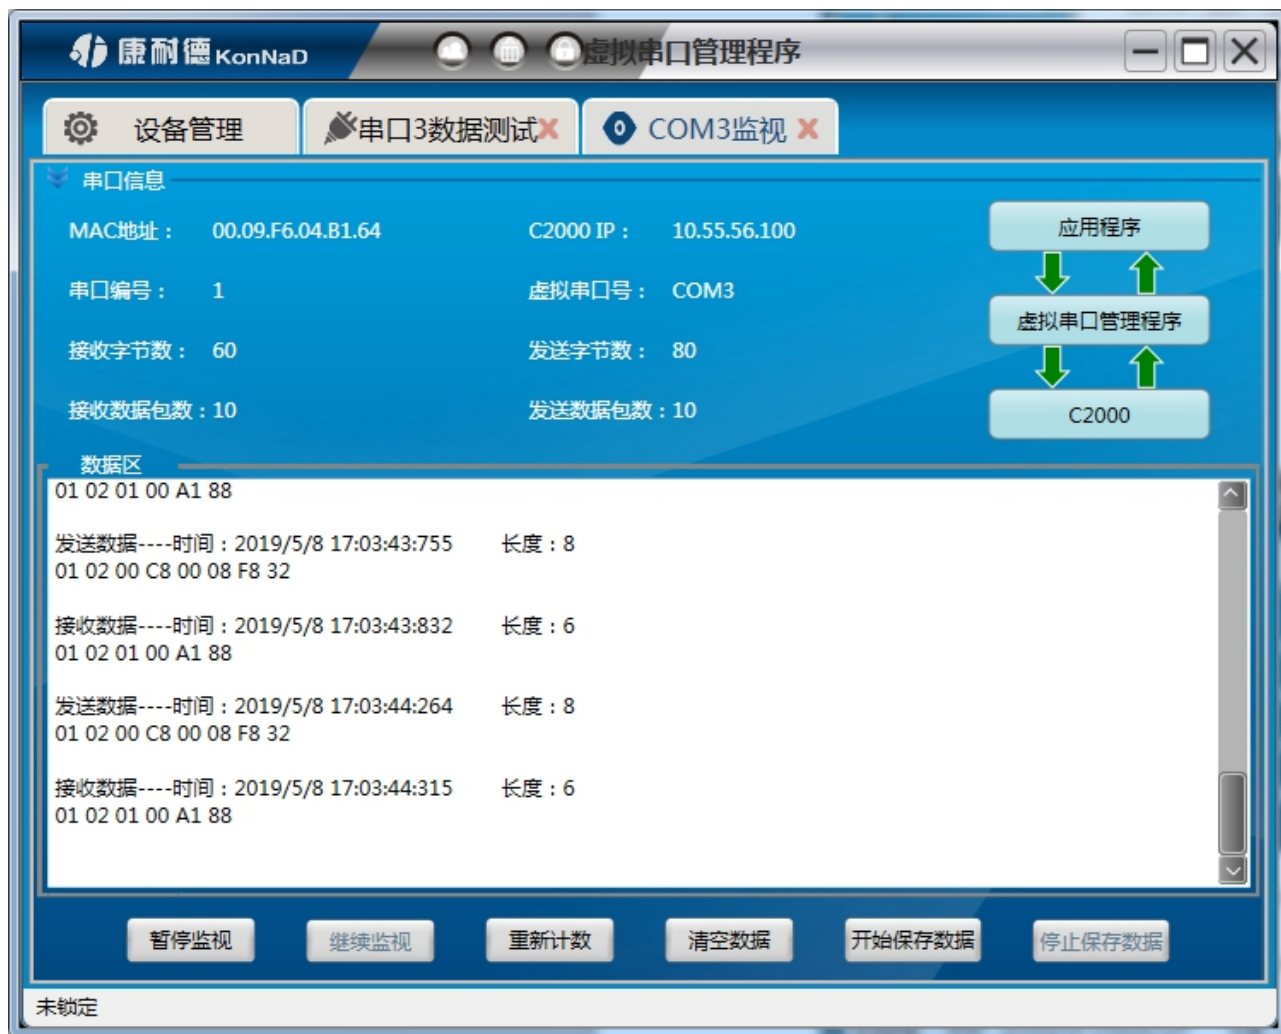 康耐德 KonNaD 虚拟串口管理程序
设备管理 串口3数据测试 COM3监视
串口信息
MAC地址： 00.09.F6.04.B1.64 C2000 IP： 10.55.56.100 应用程序
串口编号： 1 虚拟串口号： COM3
虚拟串口管理程序
接收字节数： 60 发送字节数： 80
接收数据包数：10 发送数据包数：10 C2000
数据区
01 02 01 00 A1 88
发送数据----时间：2019/5/8 17:03:43:755 长度：8
01 02 00 C8 00 08 F8 32
接收数据----时间：2019/5/8 17:03:43:832 长度：6
01 02 01 00 A1 88
发送数据----时间：2019/5/8 17:03:44:264 长度：8
01 02 00 C8 00 08 F8 32
接收数据----时间：2019/5/8 17:03:44:315 长度：6
01 02 01 00 A1 88
暂停监视 继续监视 重新计数 清空数据 开始保存数据 停止保存数据
未锁定